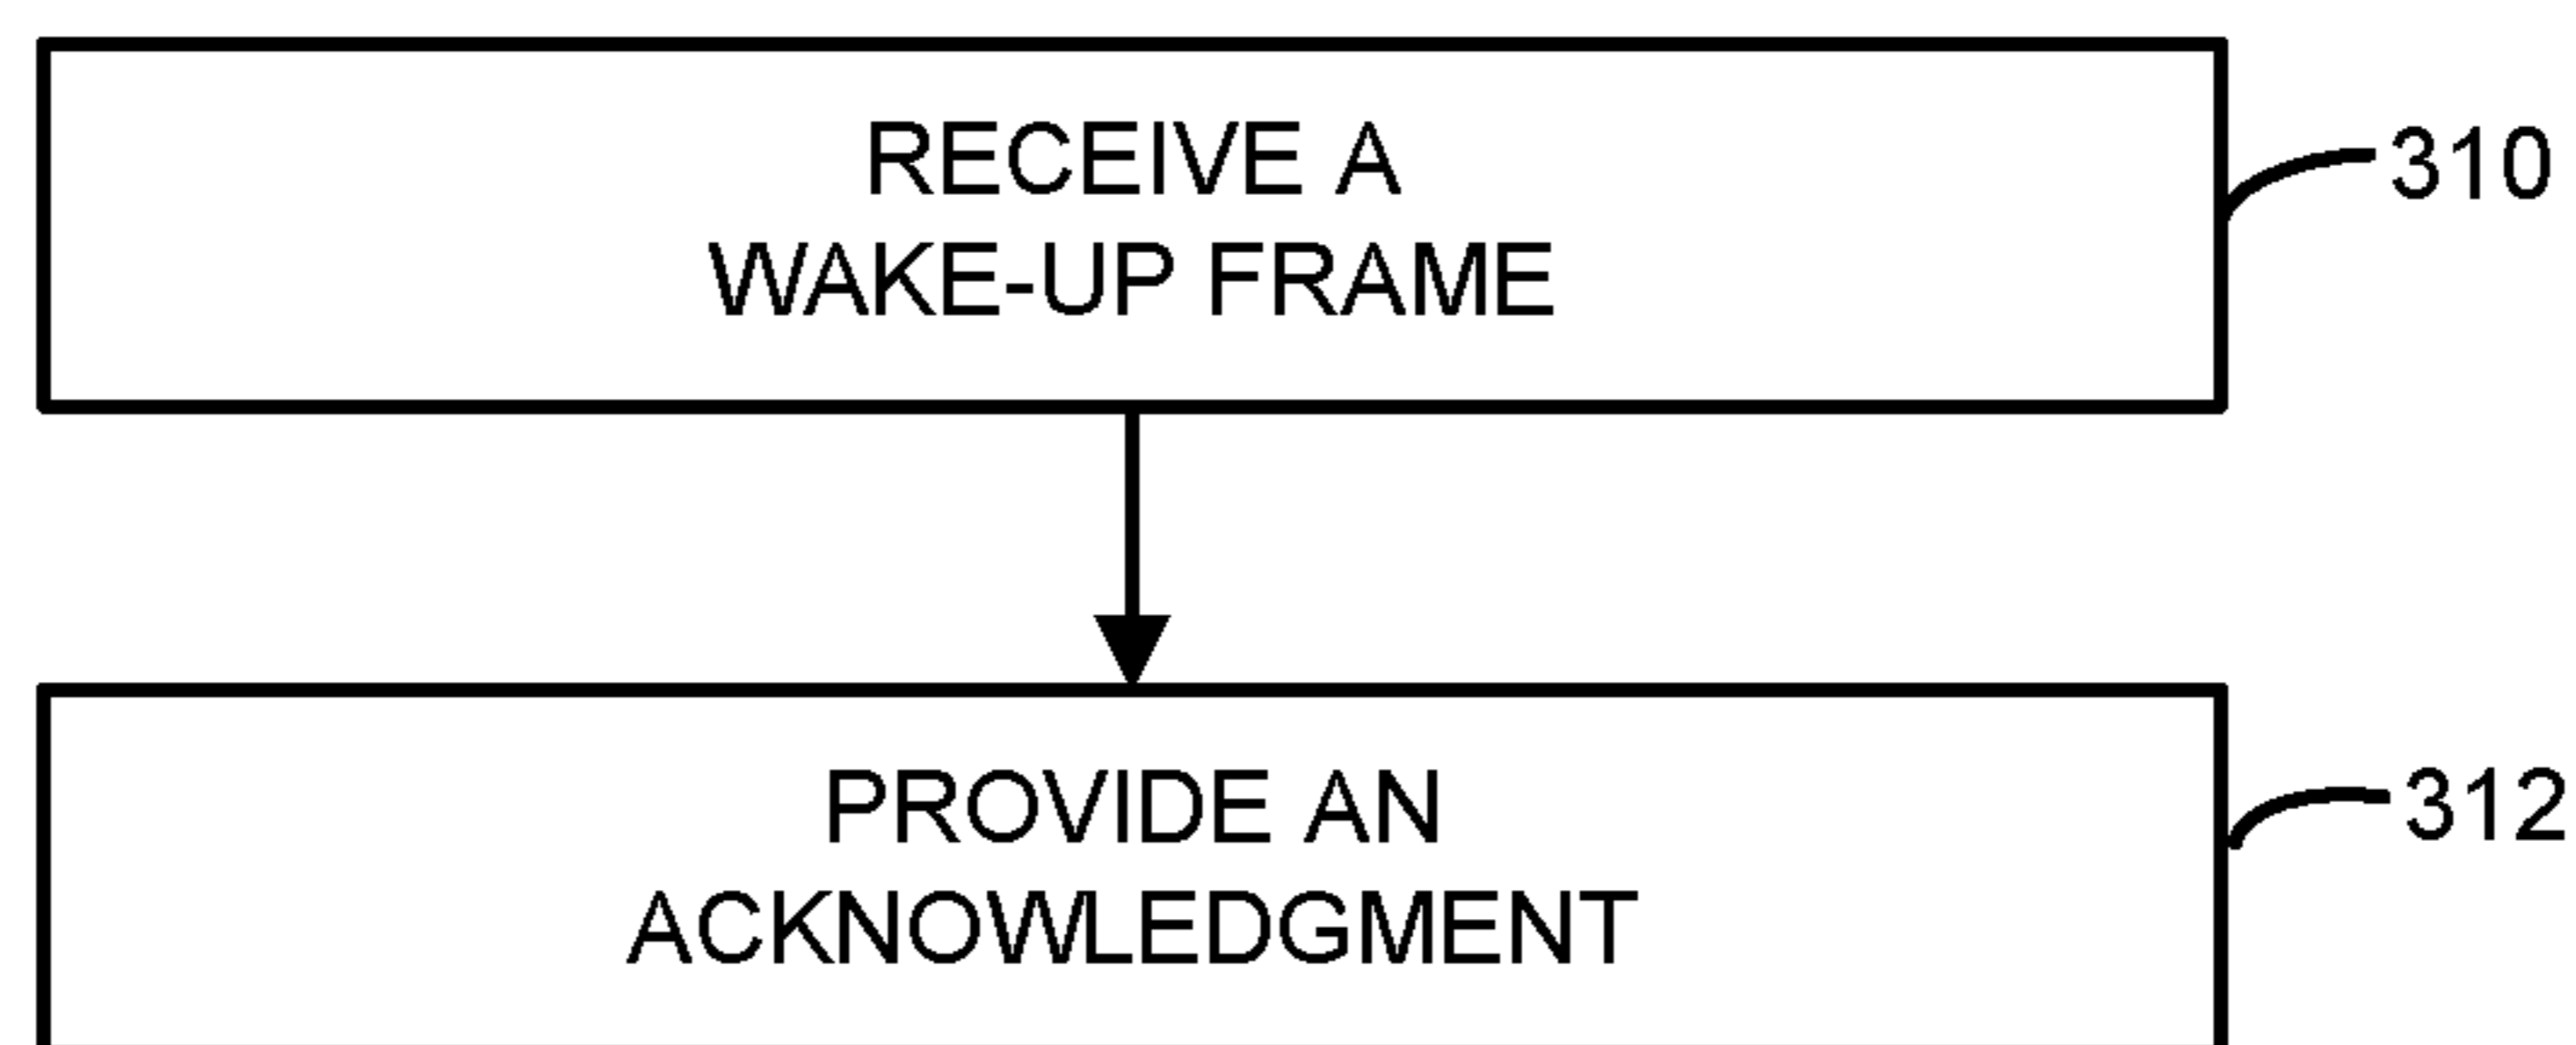 RECEIVE A
WAKE-UP FRAME
310
PROVIDE AN
ACKNOWLEDGMENT
312